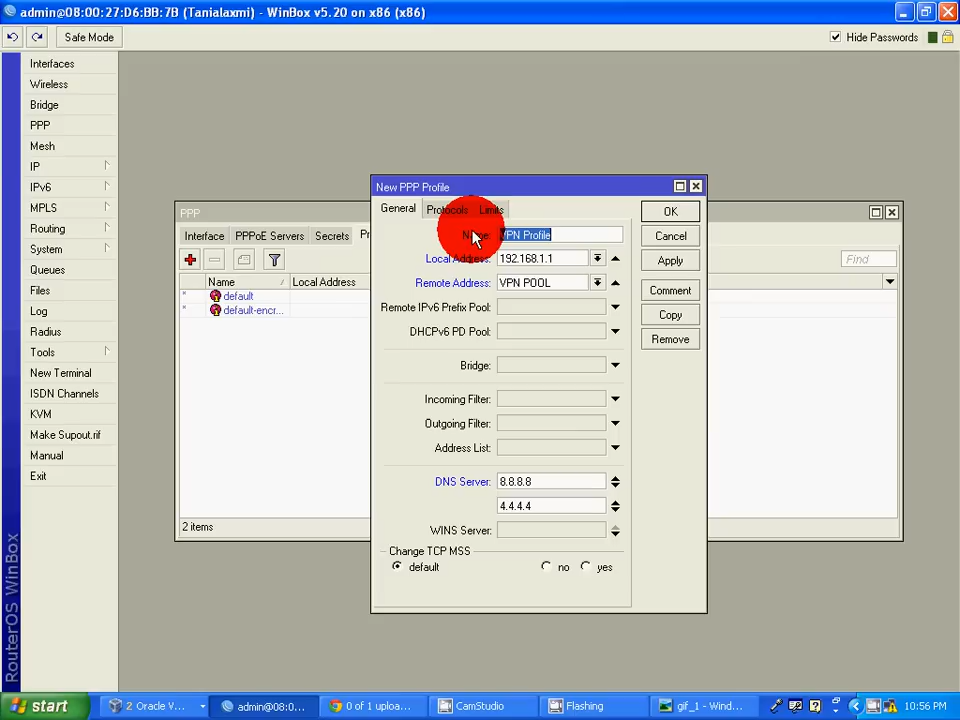 admin@08:00:27:D6:BB:7B (Tanialaxmi) - WinBox v5.20 on x86 (x86)
Safe Mode
Hide Passwords
Interfaces
Wireless
Bridge
PPP
Mesh
IP
IPv6
MPLS
Routing
System
Queues
Files
Log
Radius
Tools
New Terminal
ISDN Channels
KVM
Make Supout.rif
Manual
Exit
RouterOS WinBox
PPP
Interface PPPoE Servers Secrets
Find
Name Local Address
* default
* default-encr...
2 items
New PPP Profile
General Protocols Limits
Name: VPN Profile
Local Address: 192.168.1.1
Remote Address: VPN POOL
Remote IPv6 Prefix Pool:
DHCPv6 PD Pool:
Bridge:
Incoming Filter:
Outgoing Filter:
Address List:
DNS Server: 8.8.8.8
4.4.4.4
WINS Server:
Change TCP MSS
default no yes
OK
Cancel
Apply
Comment
Copy
Remove
start
2 Oracle V...
admin@08:0...
0 of 1 uploa...
CamStudio
Flashing
gif_1 - Wind...
10:56 PM